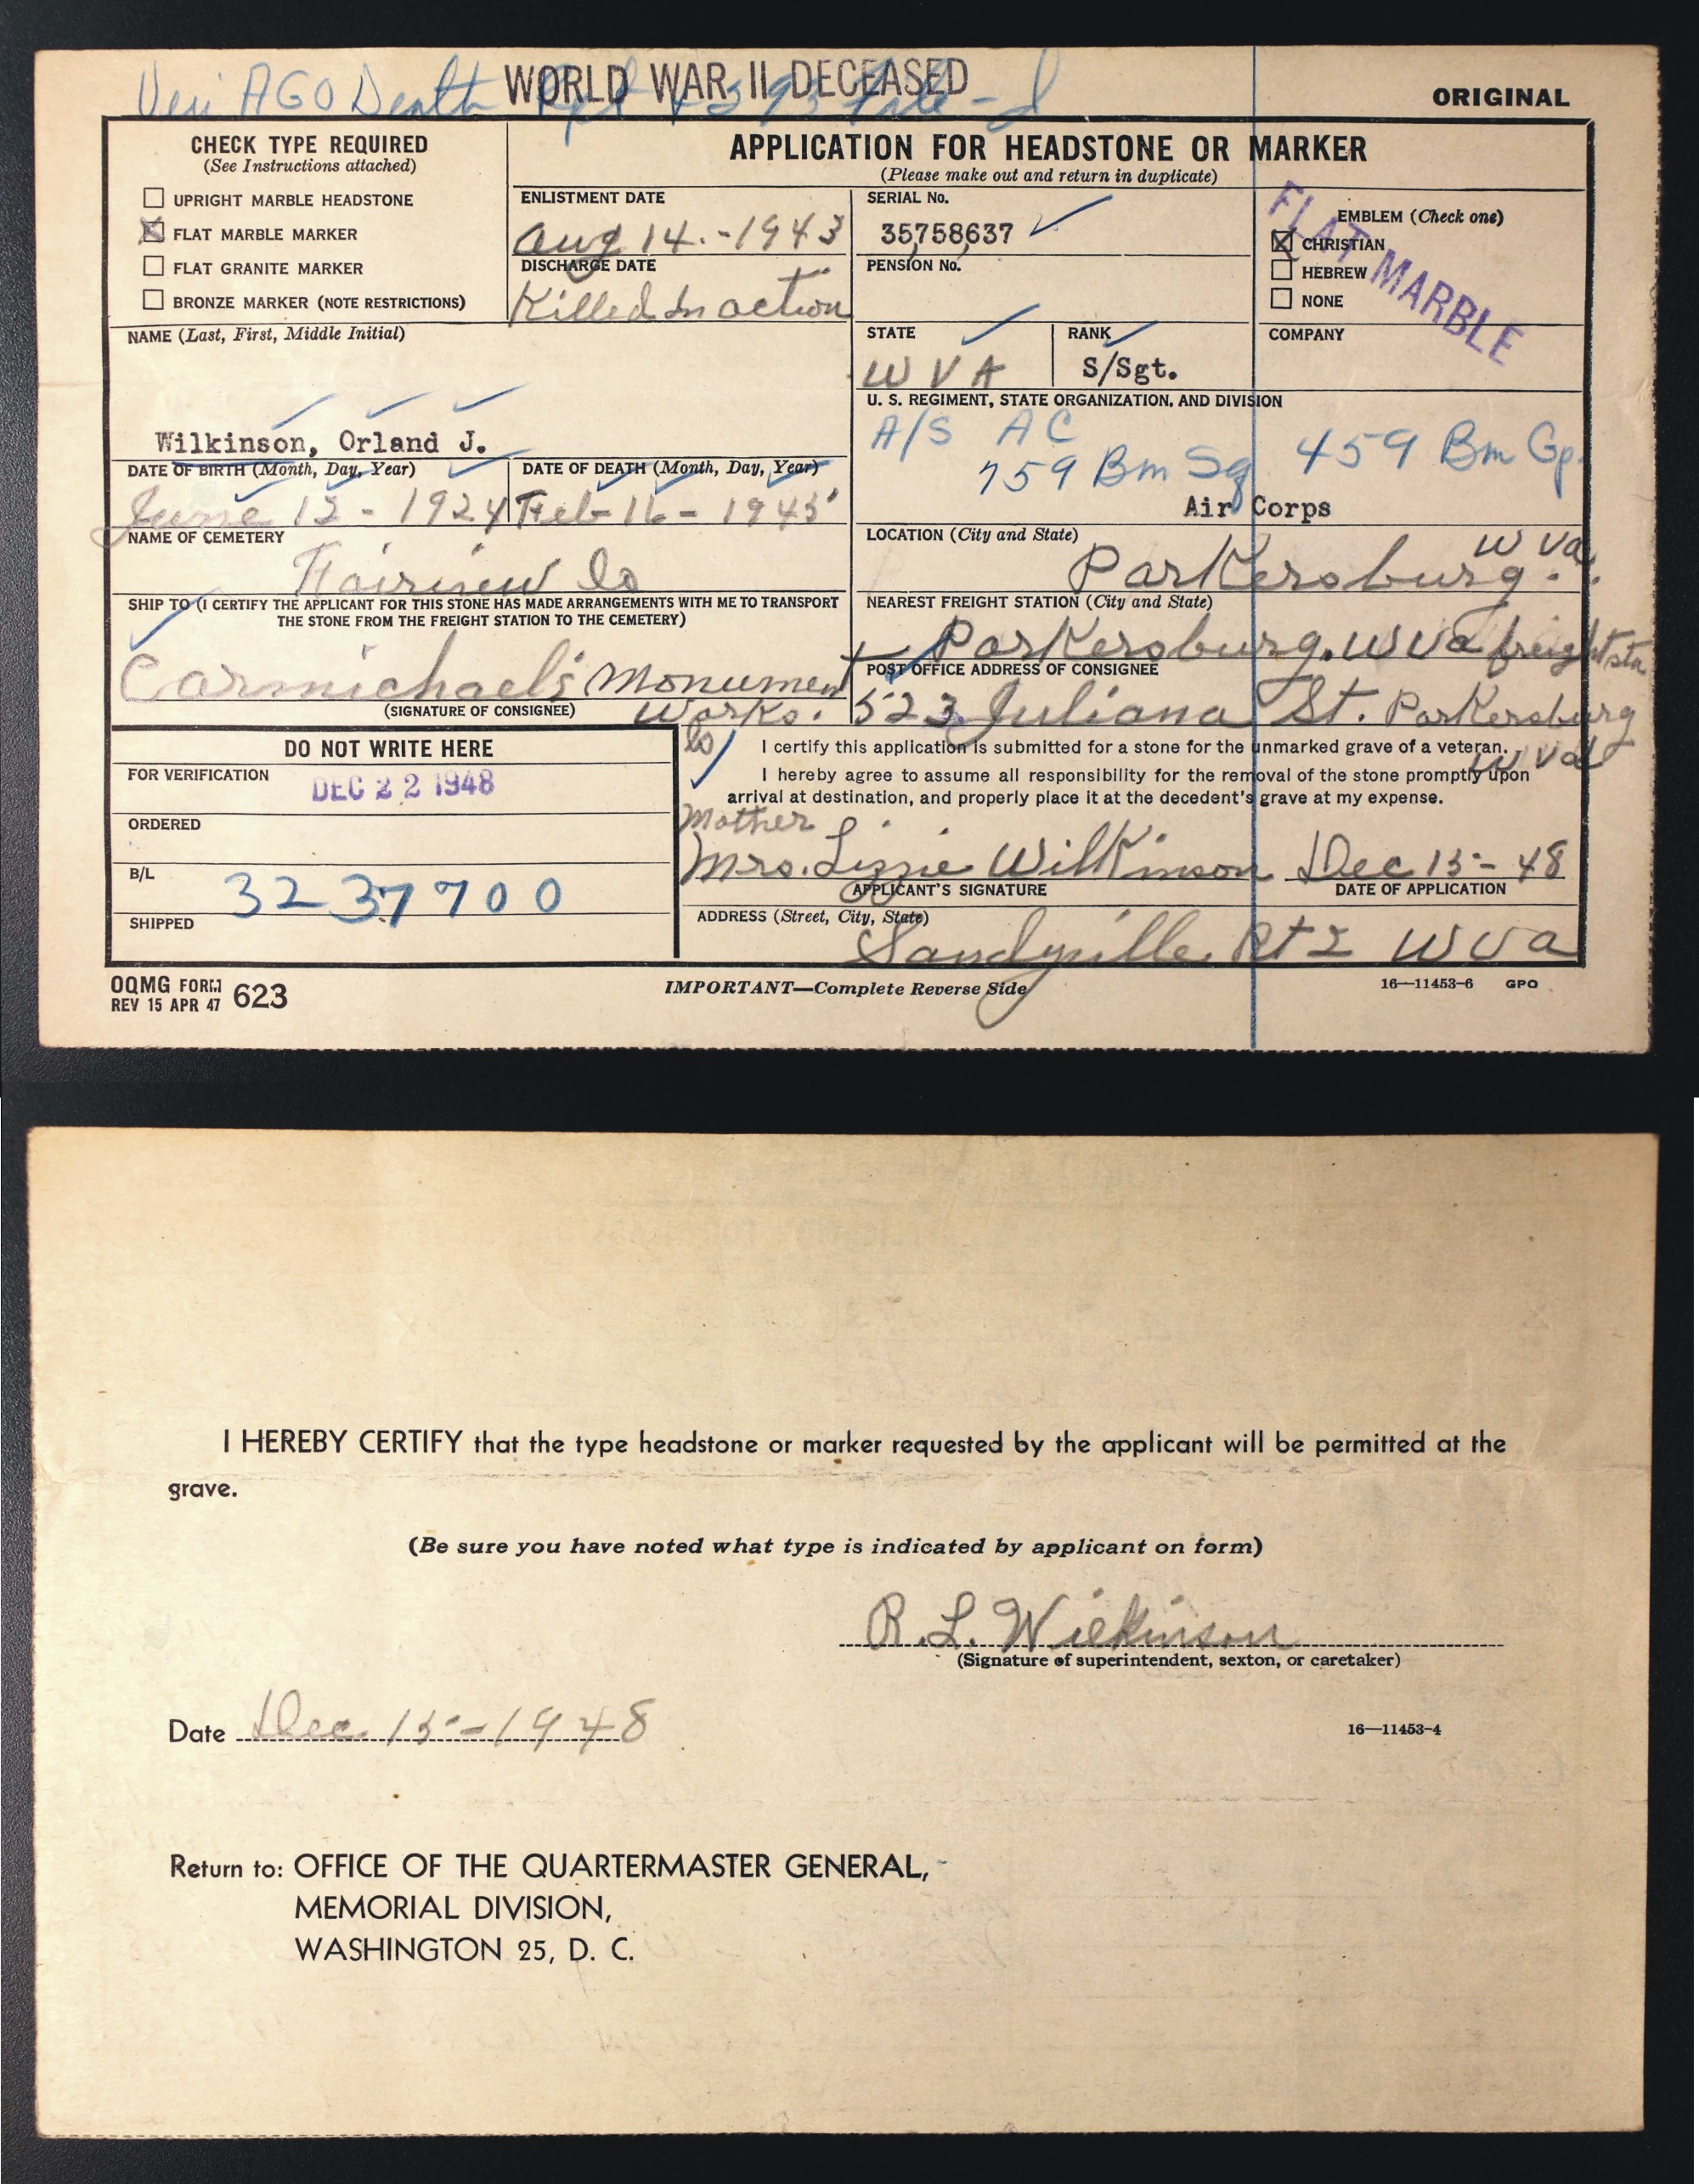 Veri AGO Death
WORLD WAR II DECEASED
ORIGINAL
CHECK TYPE REQUIRED
(See Instructions attached)
UPRIGHT MARBLE HEADSTONE
FLAT MARBLE MARKER
FLAT GRANITE MARKER
BRONZE MARKER (NOTE RESTRICTIONS)
APPLICATION FOR HEADSTONE OR MARKER
(Please make out and return in duplicate)
ENLISTMENT DATE
Aug 14.-1943
DISCHARGE DATE
Killed In action
SERIAL No.
35,758,637
PENSION No.
EMBLEM (Check one)
CHRISTIAN
HEBREW
NONE
FLAT MARBLE
NAME (Last, First, Middle Initial)
Wilkinson, Orland J.
STATE
W V A
RANK
S/Sgt.
COMPANY
U. S. REGIMENT, STATE ORGANIZATION, AND DIVISION
A/S AC
759 Bm Sq 459 Bm Gp.
Air Corps
DATE OF BIRTH (Month, Day, Year)
June 12 - 1924
DATE OF DEATH (Month, Day, Year)
Feb-16-1945
NAME OF CEMETERY
Fairview
LOCATION (City and State)
Parkersburg. W Va.
SHIP TO (I CERTIFY THE APPLICANT FOR THIS STONE HAS MADE ARRANGEMENTS WITH ME TO TRANSPORT
THE STONE FROM THE FREIGHT STATION TO THE CEMETERY)
Carmichael's Monument
Works.
(SIGNATURE OF CONSIGNEE)
NEAREST FREIGHT STATION (City and State)
Parkersburg. W Va freight sta
POST OFFICE ADDRESS OF CONSIGNEE
523 Juliana St. Parkersburg
W Va
DO NOT WRITE HERE
FOR VERIFICATION
DEC 22 1948
ORDERED
B/L
32 37700
SHIPPED
I certify this application is submitted for a stone for the unmarked grave of a veteran.
I hereby agree to assume all responsibility for the removal of the stone promptly upon
arrival at destination, and properly place it at the decedent's grave at my expense.
Mother
Mrs. Lizzie Wilkinson Dec 15-48
APPLICANT'S SIGNATURE
DATE OF APPLICATION
ADDRESS (Street, City, State)
Sandyville Rt 2 W Va
OQMG FORM
REV 15 APR 47 623
IMPORTANT—Complete Reverse Side
16—11453-6 GPO
I HEREBY CERTIFY that the type headstone or marker requested by the applicant will be permitted at the
grave.
(Be sure you have noted what type is indicated by applicant on form)
R. L. Wilkinson
(Signature of superintendent, sexton, or caretaker)
Date Dec. 15-1948
16—11453-4
Return to: OFFICE OF THE QUARTERMASTER GENERAL,
MEMORIAL DIVISION,
WASHINGTON 25, D. C.